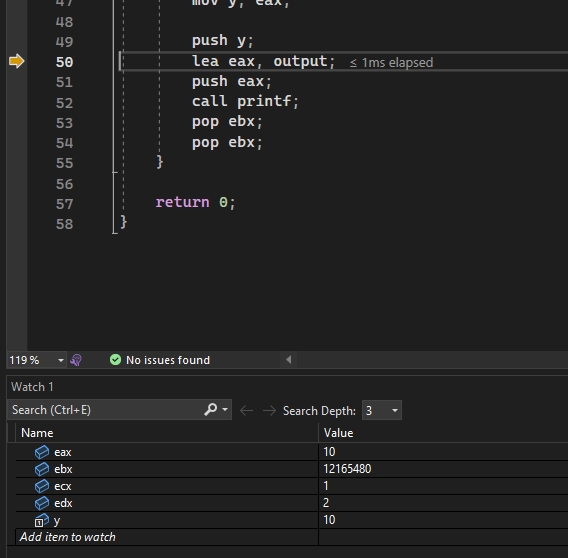 47 mov y, eax;
48
49 push y;
50 lea eax, output; ≤ 1ms elapsed
51 push eax;
52 call printf;
53 pop ebx;
54 pop ebx;
55 }
56
57 return 0;
58 }
119 % No issues found
Watch 1
Search (Ctrl+E) Search Depth: 3
Name Value
eax 10
ebx 12165480
ecx 1
edx 2
y 10
Add item to watch